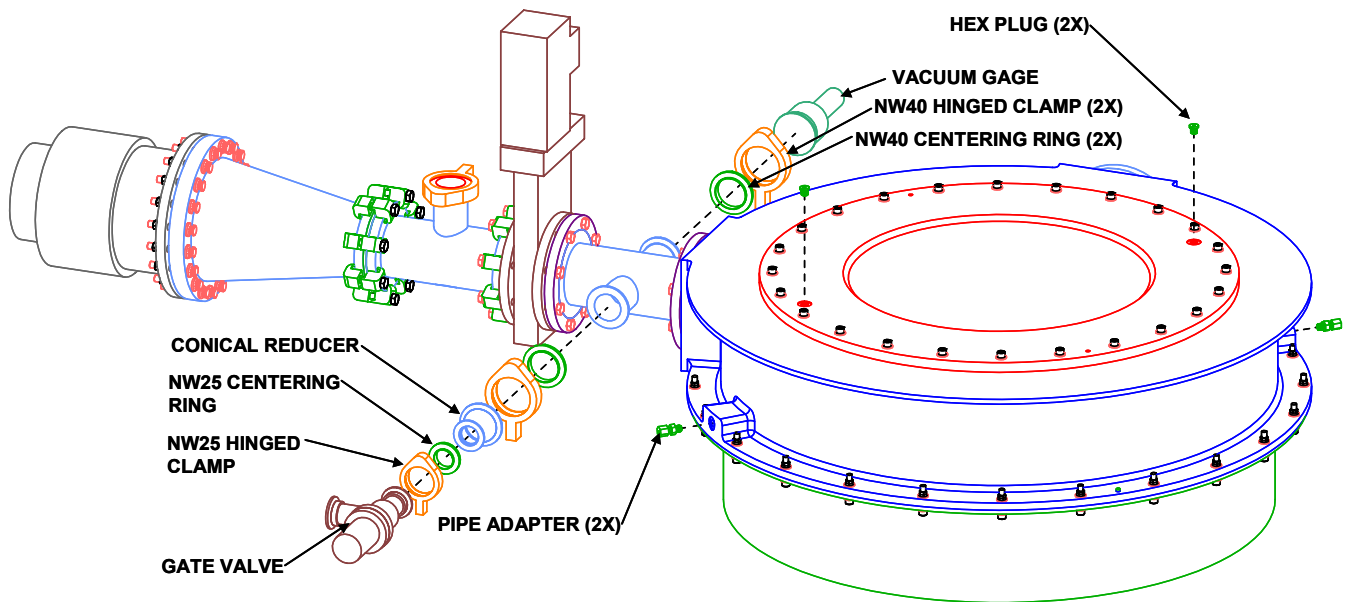 HEX PLUG (2X)
VACUUM GAGE
NW40 HINGED CLAMP (2X)
NW40 CENTERING RING (2X)
CONICAL REDUCER
NW25 CENTERING
RING
NW25 HINGED
CLAMP
PIPE ADAPTER (2X)
GATE VALVE